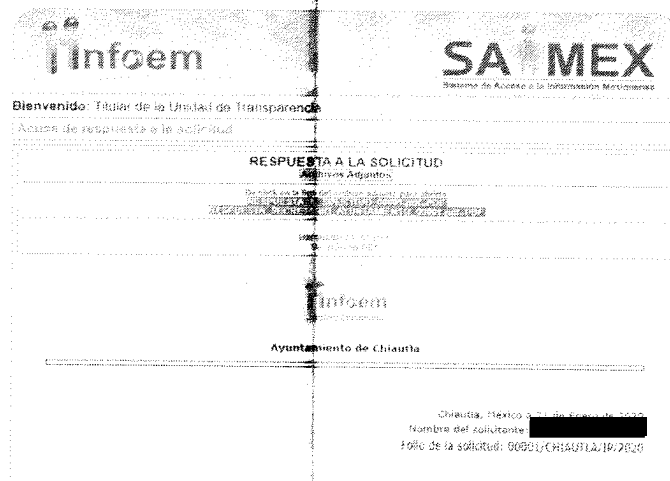 infoem
SAIMEX
Sistema de Acceso a la Información Mexiquense
Bienvenido: Titular de la Unidad de Transparencia
Acuse de respuesta a la solicitud
RESPUESTA A LA SOLICITUD
Archivos Adjuntos
infoem
Ayuntamiento de Chiautla
Chiautla, México a de Enero de 2020
Nombre del solicitante:
Folio de la solicitud: 00001/CHIAUTLA/IP/2020